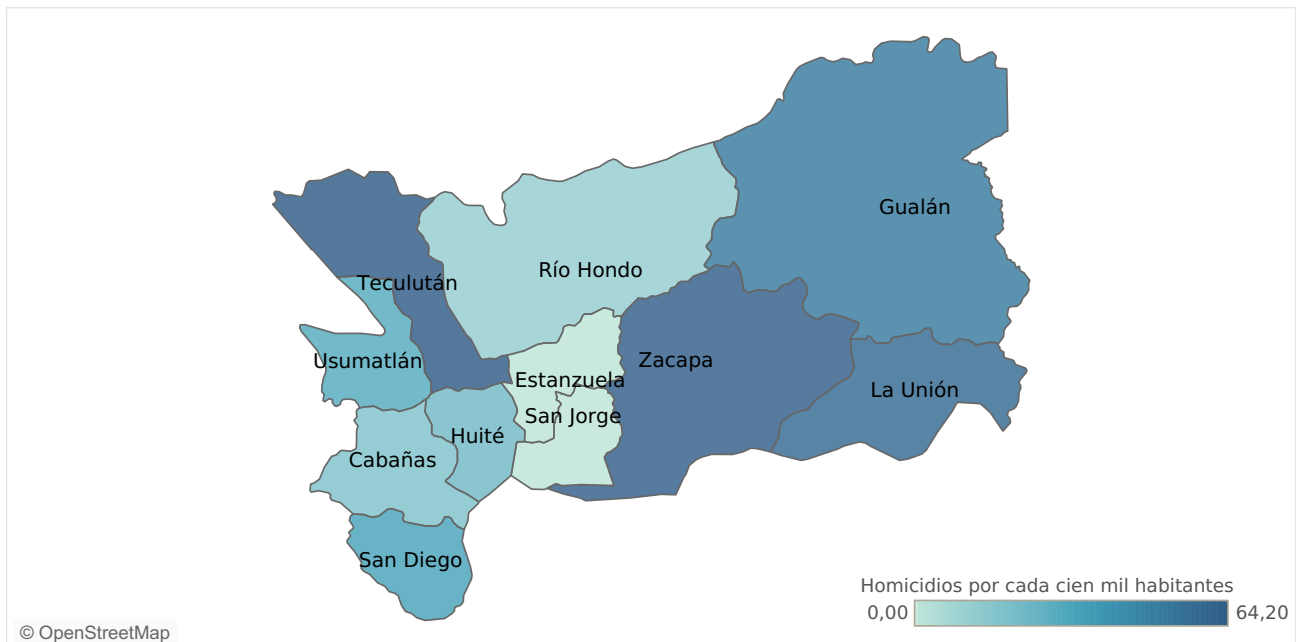 Gualán
Río Hondo
Teculután
Usumatlán
Zacapa
Estanzuela
La Unión
San Jorge
Huité
Cabañas
San Diego
Homicidios por cada cien mil habitantes
0,00 64,20
© OpenStreetMap